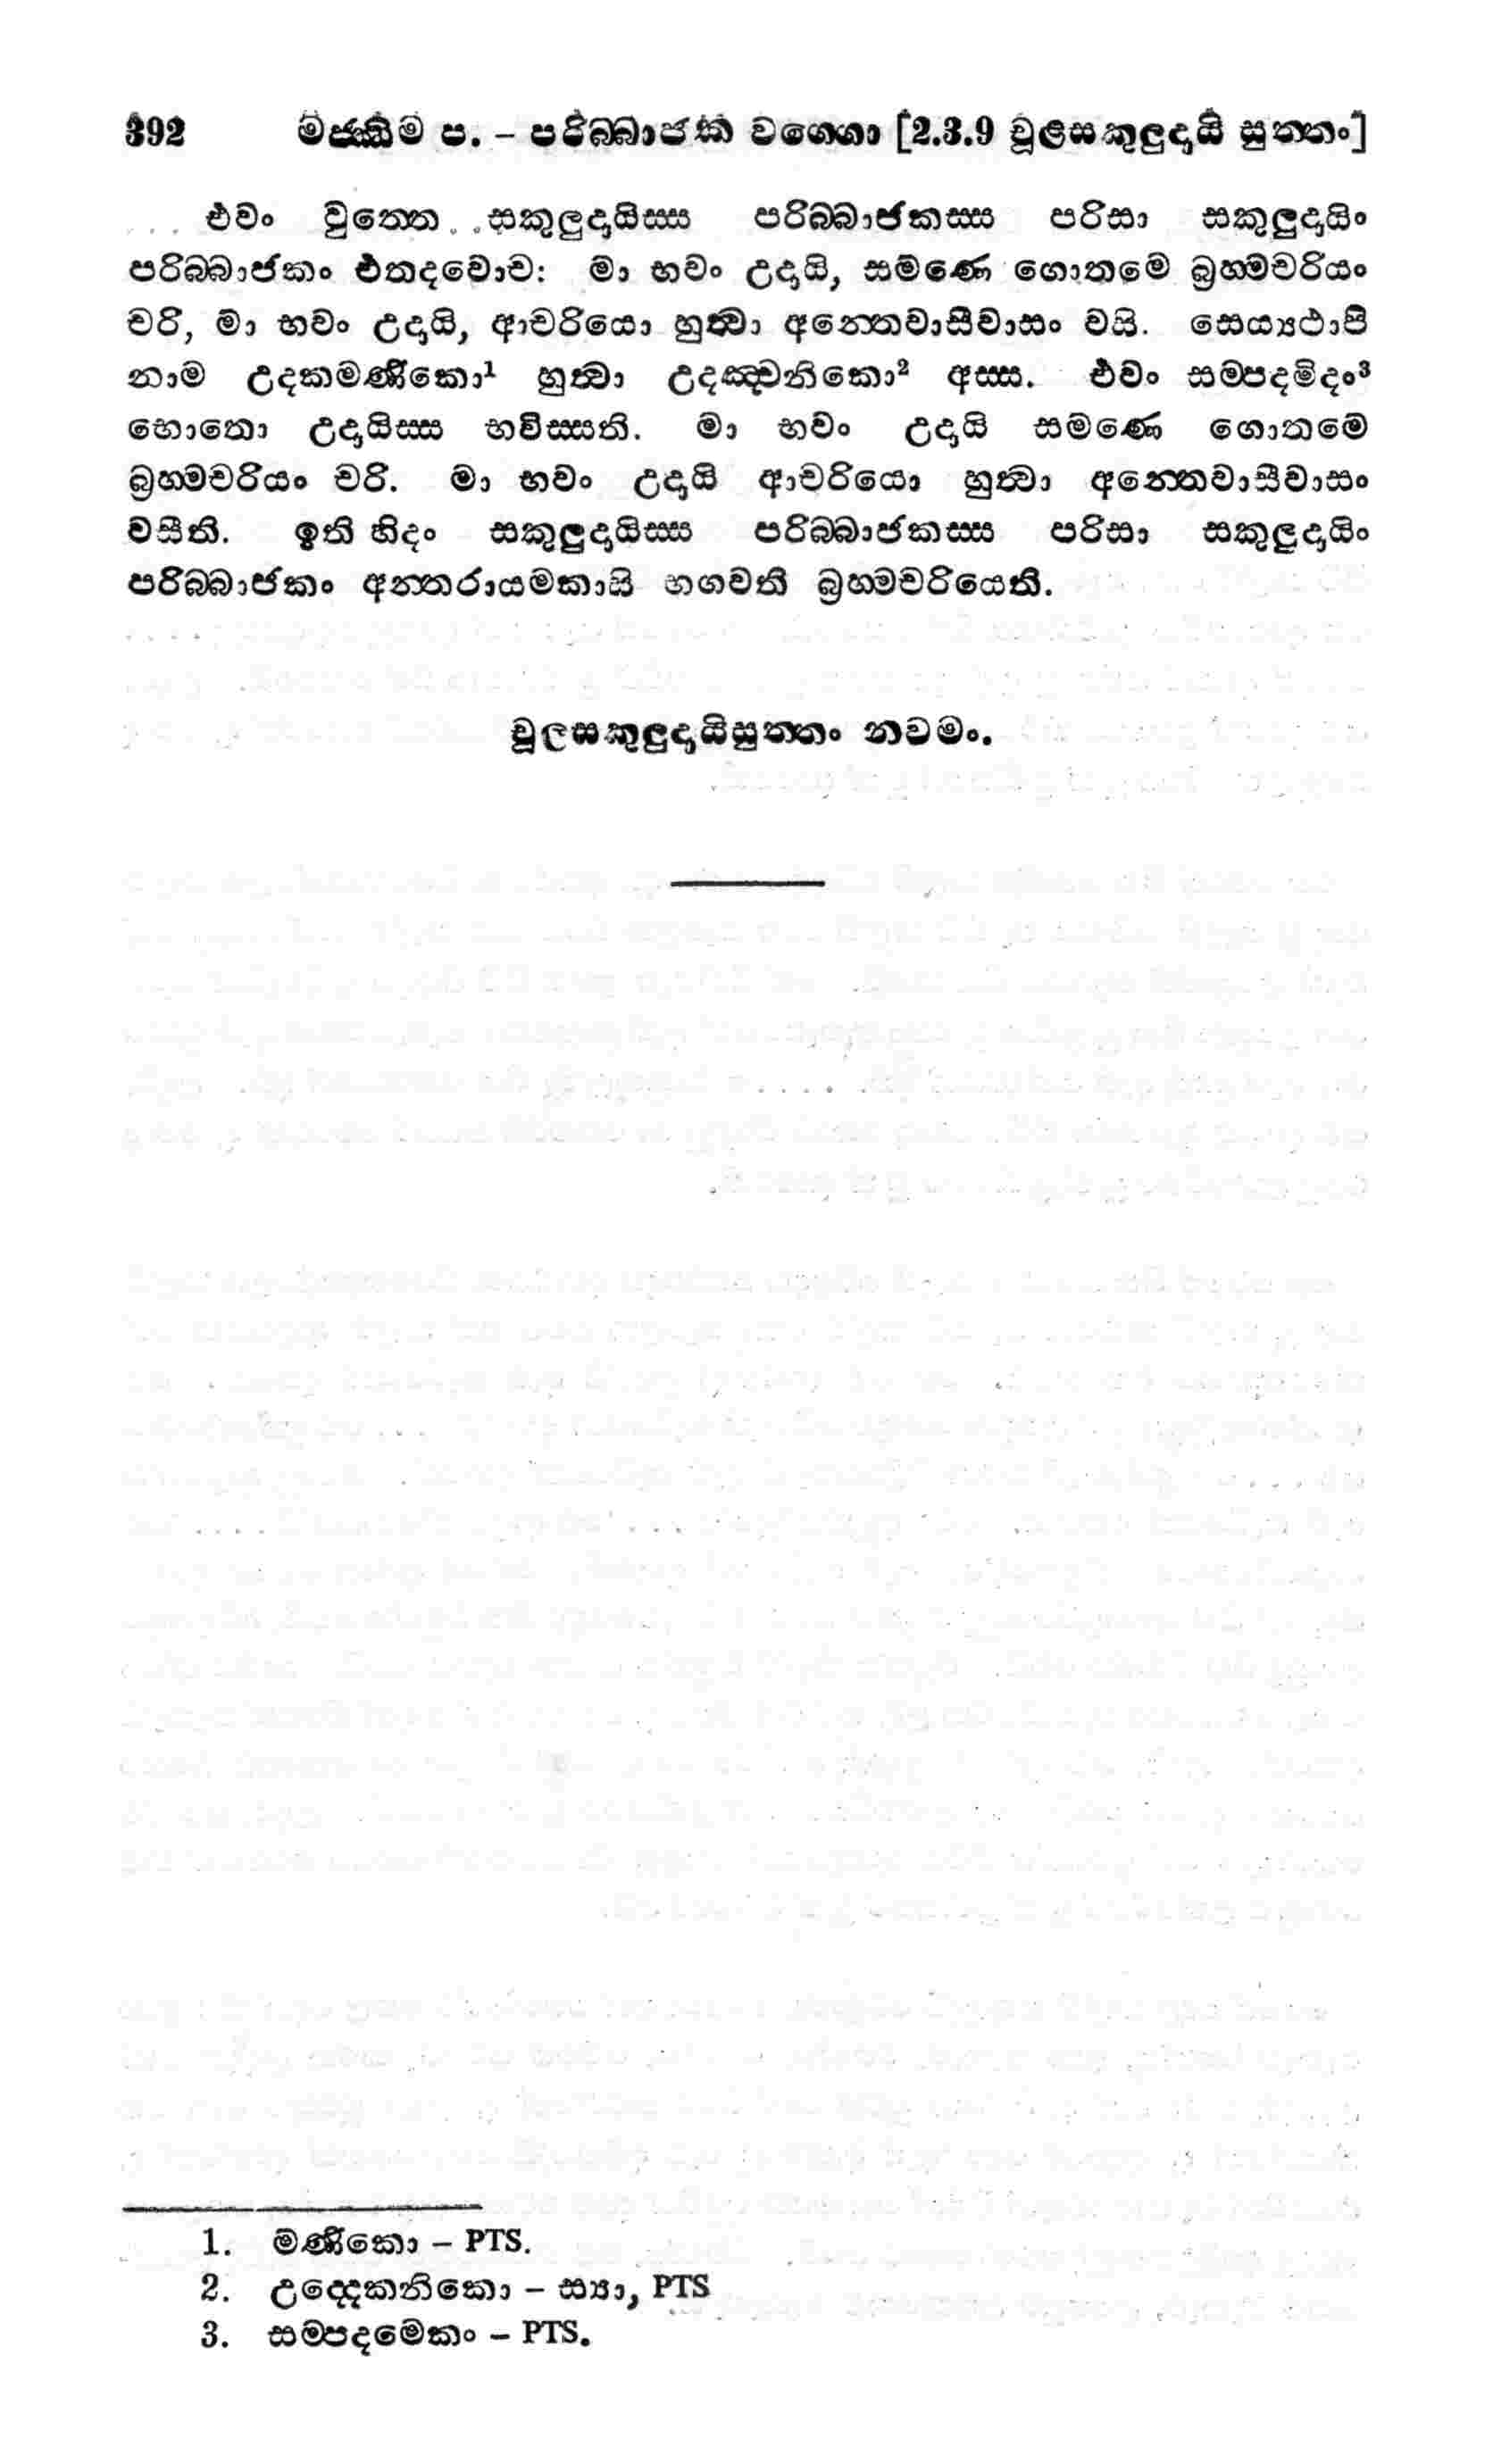 392 මජ්ඣිම ප. – පරිබ්බාජක වග්ගො [2.3.9 චූළසකුලුදායි සුත්තං]
එවං වුත්තෙ සකුලුදායිස්ස පරිබ්බාජකස්ස පරිසා සකුලුදායිං
පරිබ්බාජකං එතදවොච: මා භවං උදායි, සමණෙ ගොතමෙ බ්‍රහ්මචරියං
චරි, මා භවං උදායි, ආචරියො හුත්‍වා අන්තෙවාසීවාසං වසි. සෙය්‍යථාපි
නාම උදකමණිකො¹ හුත්‍වා උදඤ්චනිකො² අස්ස. එවං සම්පදමිදං³
භොතො උදායිස්ස භවිස්සති. මා භවං උදායි සමණෙ ගොතමෙ
බ්‍රහ්මචරියං චරි. මා භවං උදායි ආචරියො හුත්‍වා අන්තෙවාසීවාසං
වසීති. ඉති හිදං සකුලුදායිස්ස පරිබ්බාජකස්ස පරිසා සකුලුදායිං
පරිබ්බාජකං අන්තරායමකාසි භගවති බ්‍රහ්මචරියෙති.
චූලසකුලුදායිසුත්තං නවමං.
1. මණිකො – PTS.
2. උද්දෙකනිකො – ස්‍යා, PTS
3. සම්පදමෙකං – PTS.